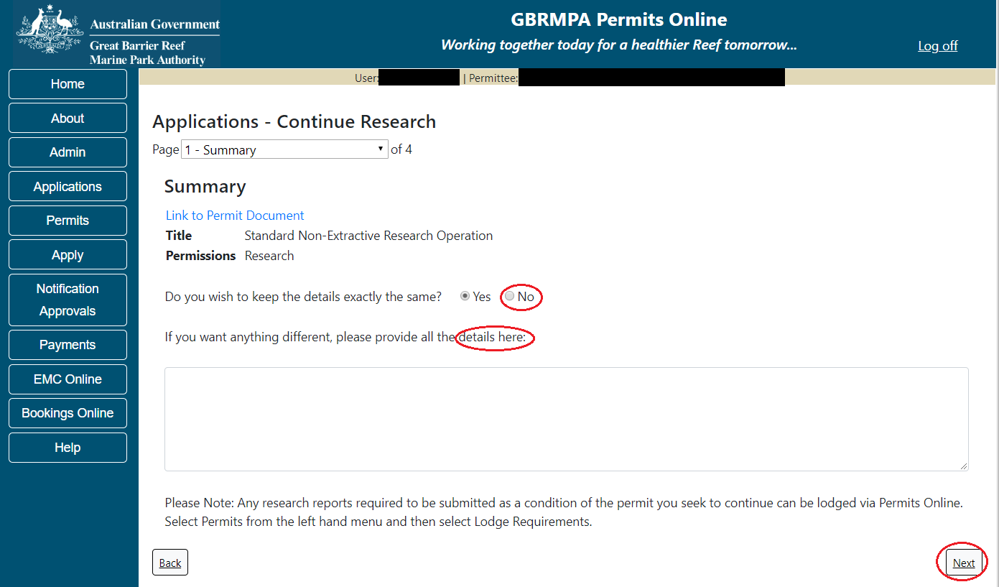 Australian Government
Great Barrier Reef
Marine Park Authority
GBRMPA Permits Online
Working together today for a healthier Reef tomorrow...
Log off
User: | Permittee:
Home
About
Admin
Applications
Permits
Apply
Notification
Approvals
Payments
EMC Online
Bookings Online
Help
Applications - Continue Research
Page 1 - Summary of 4
Summary
Link to Permit Document
Title Standard Non-Extractive Research Operation
Permissions Research
Do you wish to keep the details exactly the same? Yes No
If you want anything different, please provide all the details here:
Please Note: Any research reports required to be submitted as a condition of the permit you seek to continue can be lodged via Permits Online.
Select Permits from the left hand menu and then select Lodge Requirements.
Back
Next